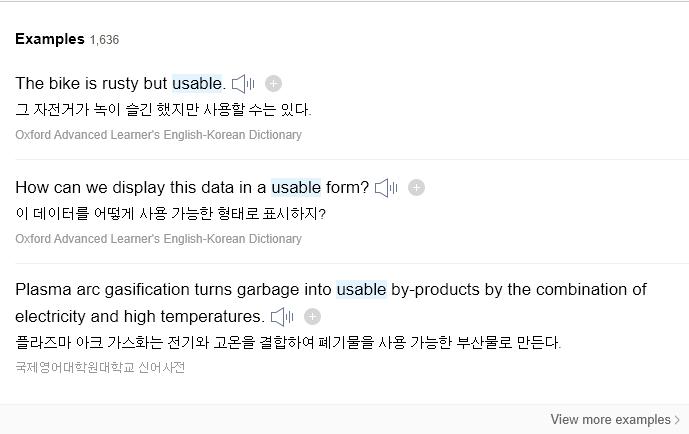 Examples 1,636
The bike is rusty but usable.
그 자전거가 녹이 슬긴 했지만 사용할 수는 있다.
Oxford Advanced Learner's English-Korean Dictionary
How can we display this data in a usable form?
이 데이터를 어떻게 사용 가능한 형태로 표시하지?
Oxford Advanced Learner's English-Korean Dictionary
Plasma arc gasification turns garbage into usable by-products by the combination of
electricity and high temperatures.
플라즈마 아크 가스화는 전기와 고온을 결합하여 폐기물을 사용 가능한 부산물로 만든다.
국제영어대학원대학교 신어사전
View more examples